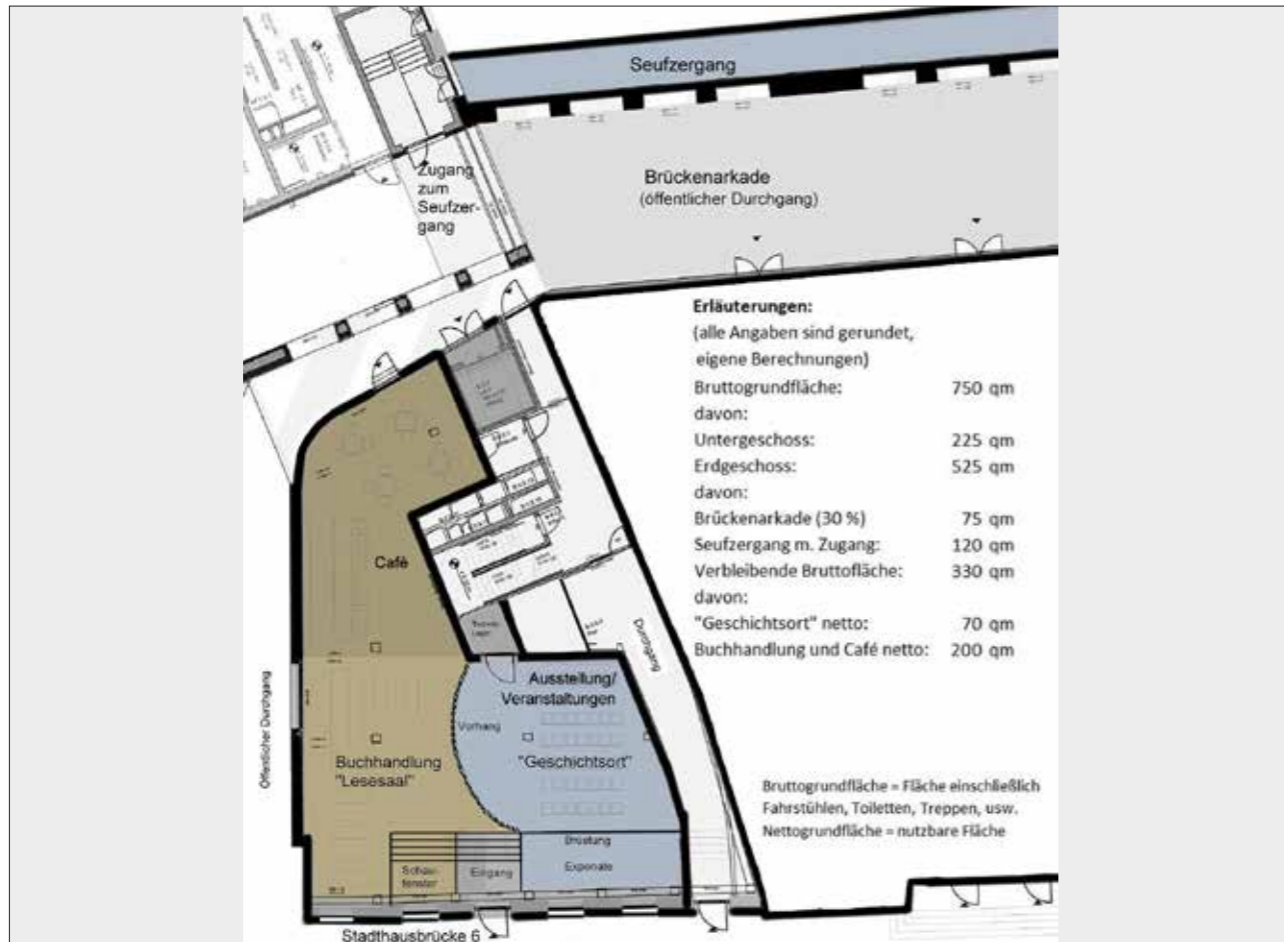 Seufzergang
Zugang
zum
Seufzer-
gang
Brückenarkade
(öffentlicher Durchgang)
Erläuterungen:
(alle Angaben sind gerundet,
eigene Berechnungen)
Bruttogrundfläche: 750 qm
davon:
Untergeschoss: 225 qm
Erdgeschoss: 525 qm
davon:
Brückenarkade (30 %) 75 qm
Seufzergang m. Zugang: 120 qm
Verbleibende Bruttofläche: 330 qm
davon:
"Geschichtsort" netto: 70 qm
Buchhandlung und Café netto: 200 qm
Café
Durchgang
Ausstellung/
Veranstaltungen
Vorhang
Öffentlicher Durchgang
Buchhandlung
"Lesesaal"
"Geschichtsort"
Bruttogrundfläche = Fläche einschließlich
Fahrstühlen, Toiletten, Treppen, usw.
Nettogrundfläche = nutzbare Fläche
Brüstung
Schau-
fenster
Eingang
Exponate
Stadthausbrücke 6